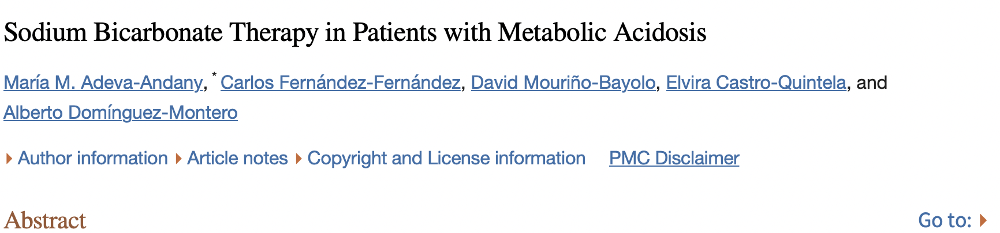 Sodium Bicarbonate Therapy in Patients with Metabolic Acidosis
María M. Adeva-Andany, * Carlos Fernández-Fernández, David Mouriño-Bayolo, Elvira Castro-Quintela, and
Alberto Domínguez-Montero
Author information Article notes Copyright and License information PMC Disclaimer
Abstract Go to: